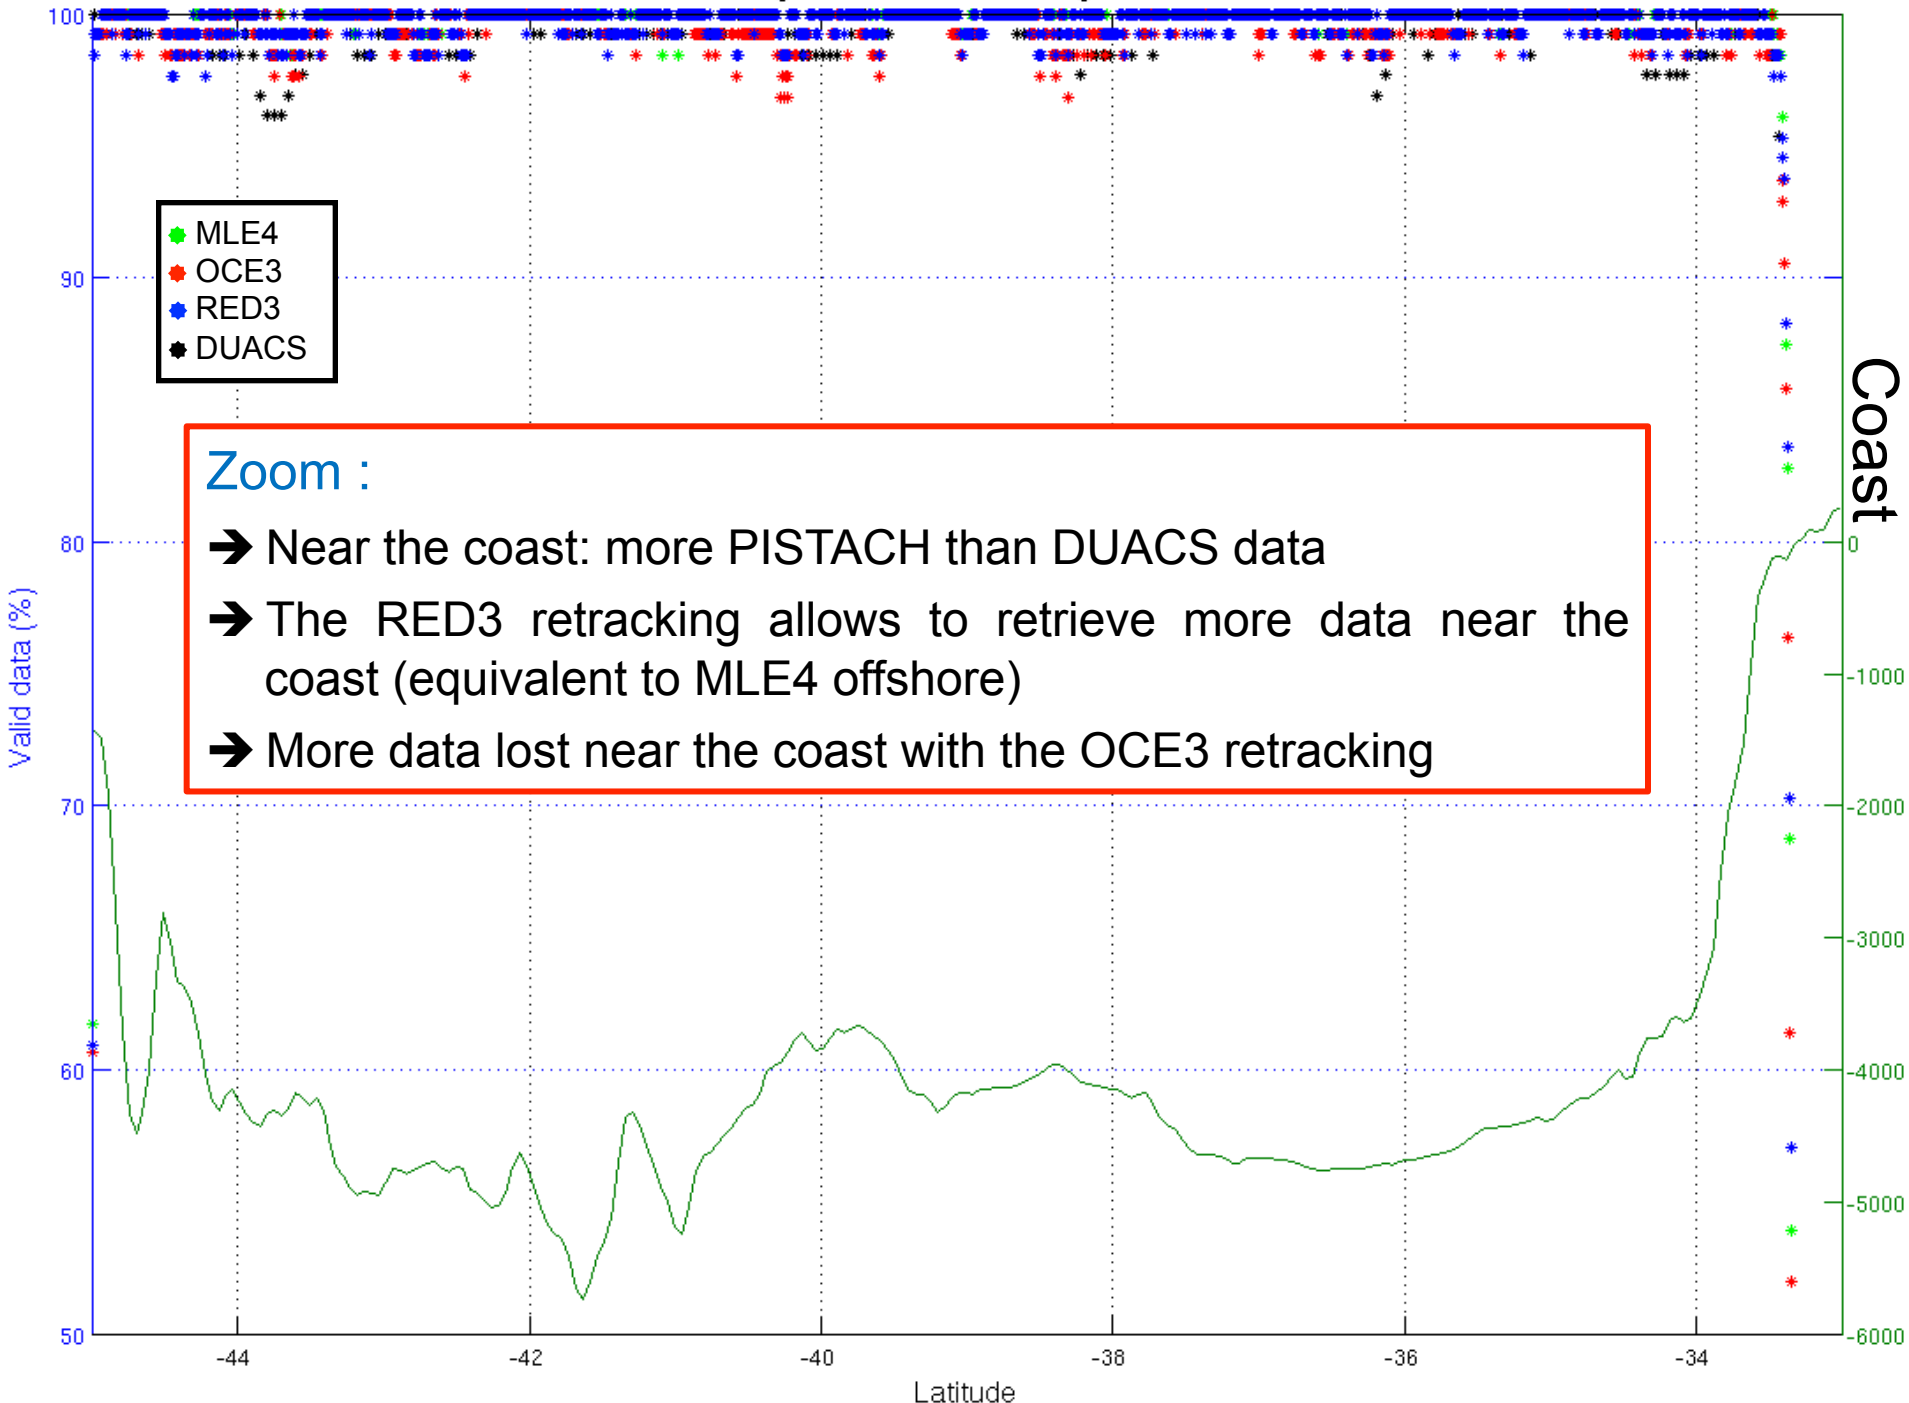 100
90
80
70
60
50
Valid data (%)
MLE4
OCE3
RED3
DUACS
Zoom :
➔ Near the coast: more PISTACH than DUACS data
➔ The RED3 retracking allows to retrieve more data near the
coast (equivalent to MLE4 offshore)
➔ More data lost near the coast with the OCE3 retracking
Coast
0
-1000
-2000
-3000
-4000
-5000
-6000
-44 -42 -40 -38 -36 -34
Latitude